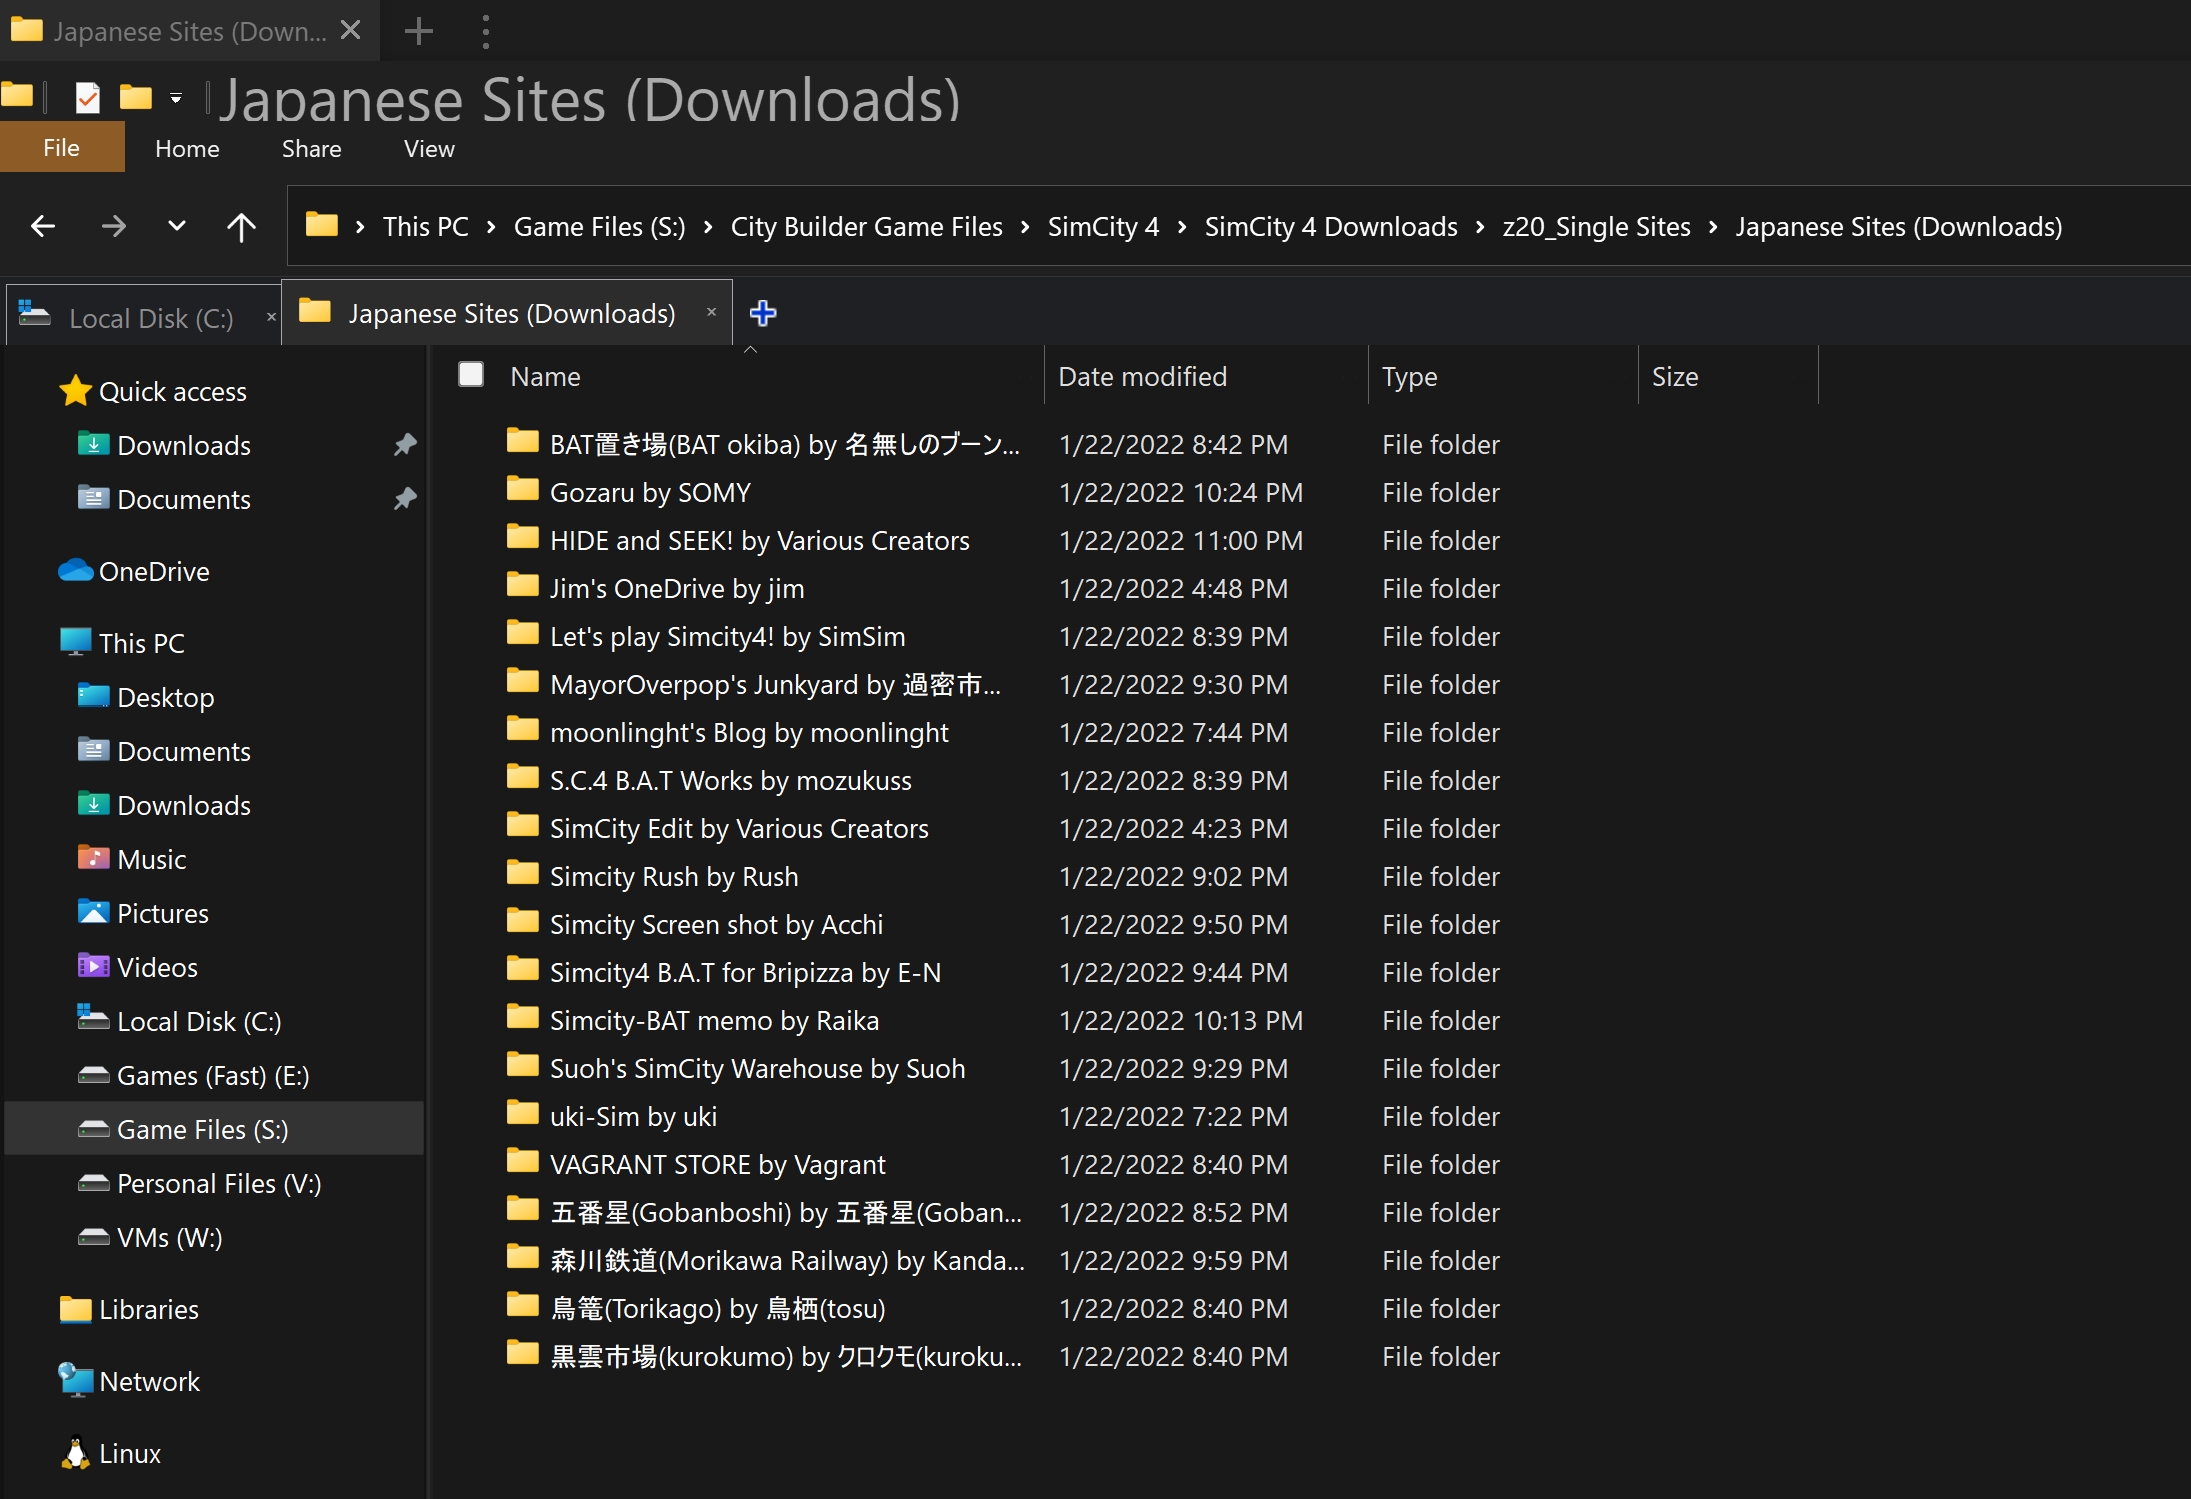 Japanese Sites (Down...
Japanese Sites (Downloads)
File Home Share View
This PC Game Files (S:) City Builder Game Files SimCity 4 SimCity 4 Downloads z20_Single Sites Japanese Sites (Downloads)
Local Disk (C:) Japanese Sites (Downloads)
Quick access
Downloads
Documents
OneDrive
This PC
Desktop
Documents
Downloads
Music
Pictures
Videos
Local Disk (C:)
Games (Fast) (E:)
Game Files (S:)
Personal Files (V:)
VMs (W:)
Libraries
Network
Linux
Name Date modified Type Size
BAT置き場(BAT okiba) by 名無しのブーン... 1/22/2022 8:42 PM File folder
Gozaru by SOMY 1/22/2022 10:24 PM File folder
HIDE and SEEK! by Various Creators 1/22/2022 11:00 PM File folder
Jim's OneDrive by jim 1/22/2022 4:48 PM File folder
Let's play Simcity4! by SimSim 1/22/2022 8:39 PM File folder
MayorOverpop's Junkyard by 過密市... 1/22/2022 9:30 PM File folder
moonlinght's Blog by moonlinght 1/22/2022 7:44 PM File folder
S.C.4 B.A.T Works by mozukuss 1/22/2022 8:39 PM File folder
SimCity Edit by Various Creators 1/22/2022 4:23 PM File folder
Simcity Rush by Rush 1/22/2022 9:02 PM File folder
Simcity Screen shot by Acchi 1/22/2022 9:50 PM File folder
Simcity4 B.A.T for Bripizza by E-N 1/22/2022 9:44 PM File folder
Simcity-BAT memo by Raika 1/22/2022 10:13 PM File folder
Suoh's SimCity Warehouse by Suoh 1/22/2022 9:29 PM File folder
uki-Sim by uki 1/22/2022 7:22 PM File folder
VAGRANT STORE by Vagrant 1/22/2022 8:40 PM File folder
五番星(Gobanboshi) by 五番星(Goban... 1/22/2022 8:52 PM File folder
森川鉄道(Morikawa Railway) by Kanda... 1/22/2022 9:59 PM File folder
鳥篭(Torikago) by 鳥栖(tosu) 1/22/2022 8:40 PM File folder
黒雲市場(kurokumo) by クロクモ(kuroku... 1/22/2022 8:40 PM File folder